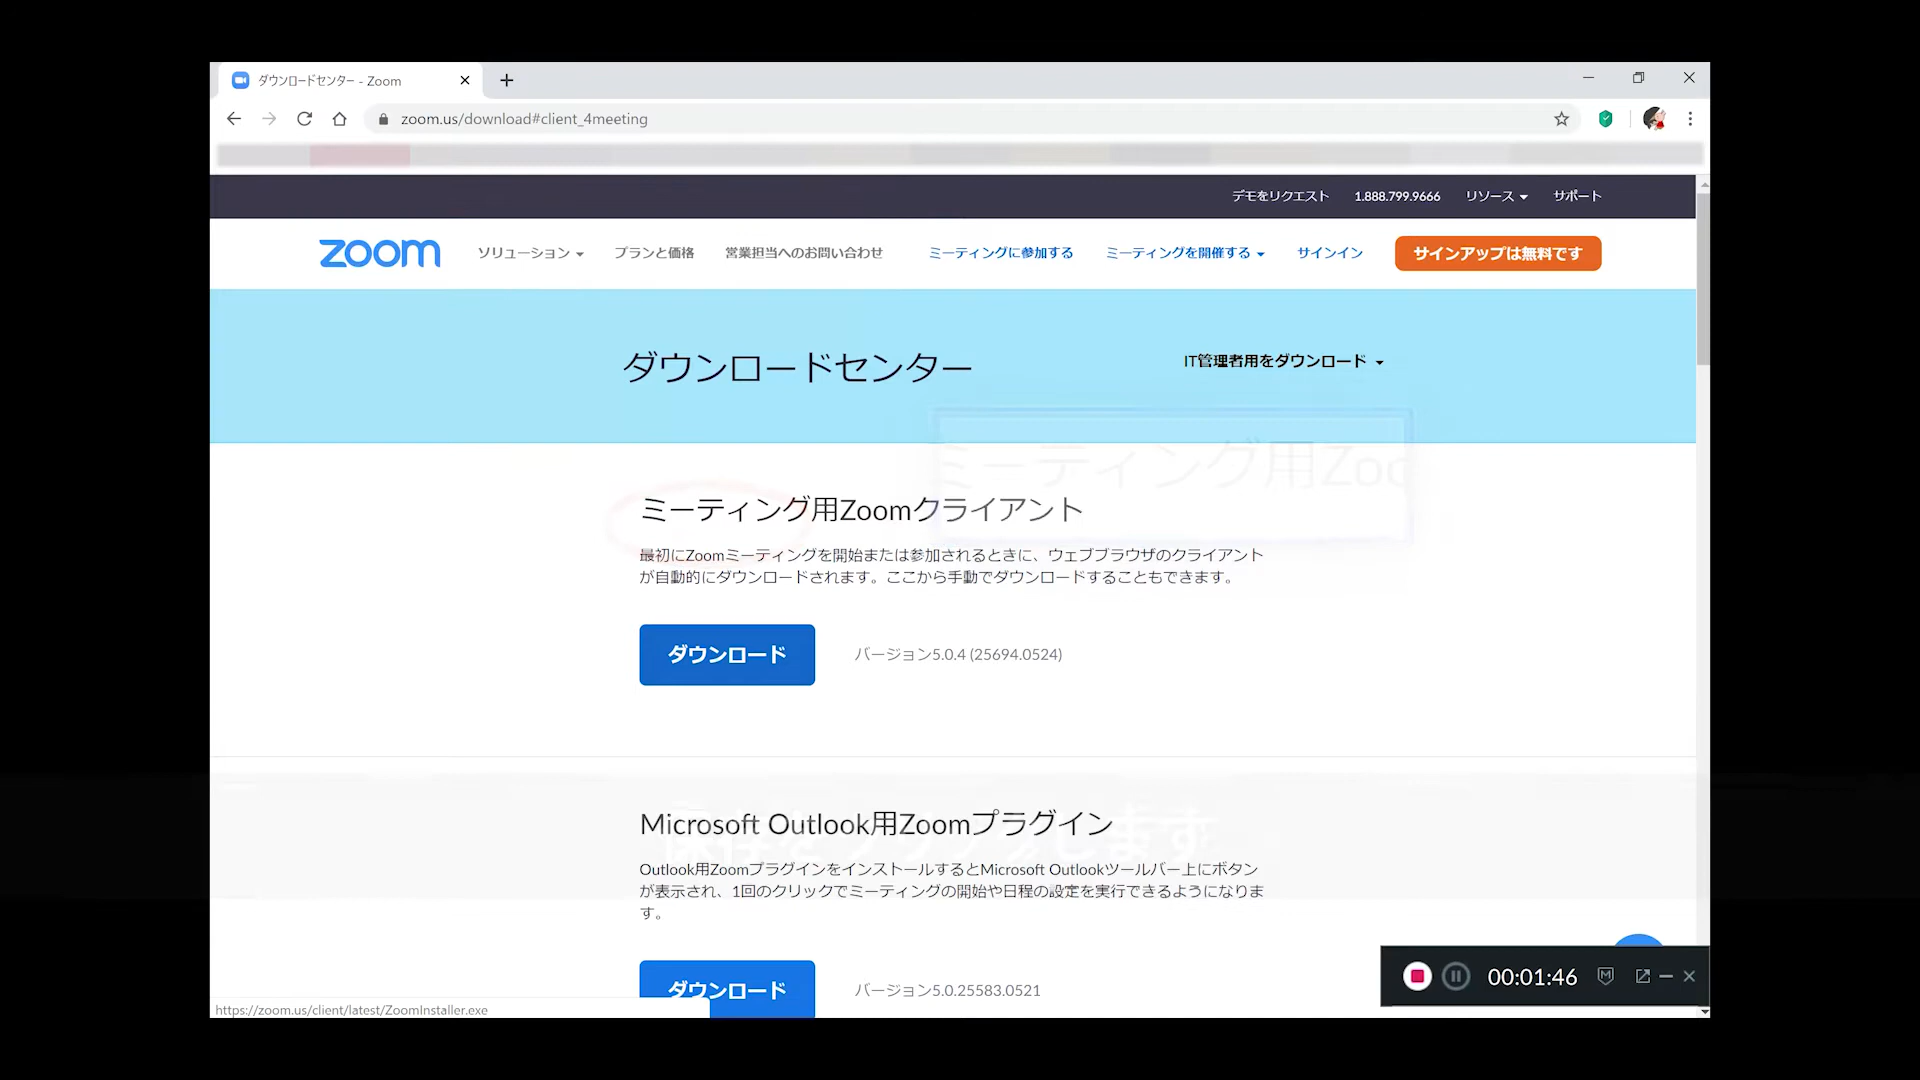 ダウンロードセンター - Zoom
zoom.us/download#client_4meeting
デモをリクエスト 1.888.799.9666 リソース サポート
zoom ソリューション プランと価格 営業担当へのお問い合わせ ミーティングに参加する ミーティングを開催する サインイン サインアップは無料です
ダウンロードセンター IT管理者用をダウンロード
ミーティング用Zoo
ミーティング用Zoomクライアント
最初にZoomミーティングを開始または参加されるときに、ウェブブラウザのクライアント
が自動的にダウンロードされます。ここから手動でダウンロードすることもできます。
ダウンロード バージョン5.0.4 (25694.0524)
Microsoft Outlook用Zoomプラグイン
Outlook用ZoomプラグインをインストールするとMicrosoft Outlookツールバー上にボタン
が表示され、1回のクリックでミーティングの開始や日程の設定を実行できるようになりま
す。
ダウンロード バージョン5.0.25583.0521
00:01:46
https://zoom.us/client/latest/ZoomInstaller.exe